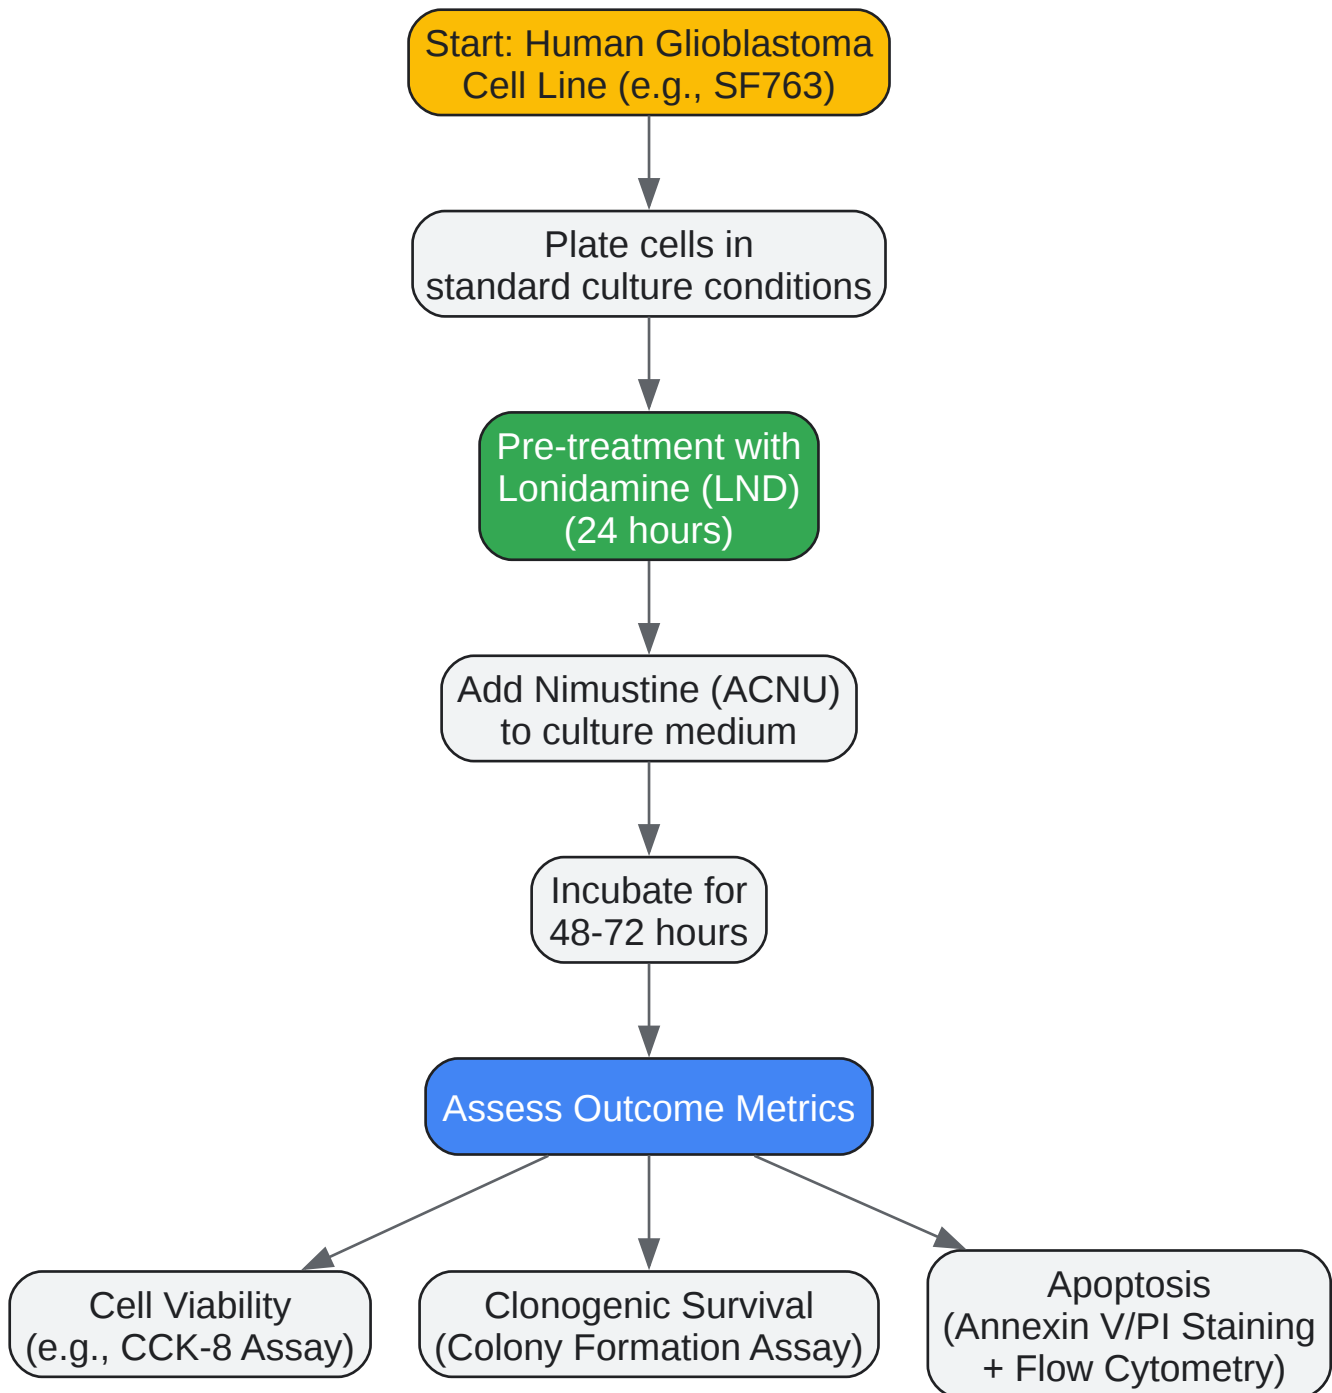 Start: Human Glioblastoma
Cell Line (e.g., SF763)
Plate cells in
standard culture conditions
Pre-treatment with
Lonidamine (LND)
(24 hours)
Add Nimustine (ACNU)
to culture medium
Incubate for
48-72 hours
Assess Outcome Metrics
Cell Viability
(e.g., CCK-8 Assay)
Clonogenic Survival
(Colony Formation Assay)
Apoptosis
(Annexin V/PI Staining
+ Flow Cytometry)